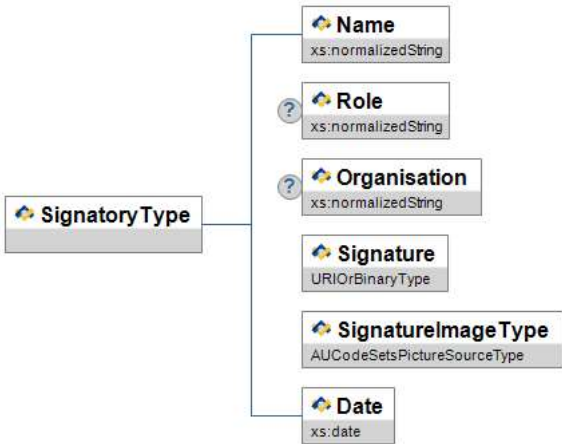 Name
xs:normalizedString
?
Role
xs:normalizedString
?
Organisation
xs:normalizedString
SignatoryType
Signature
URIOrBinaryType
SignatureImageType
AUCodeSetsPictureSourceType
Date
xs:date